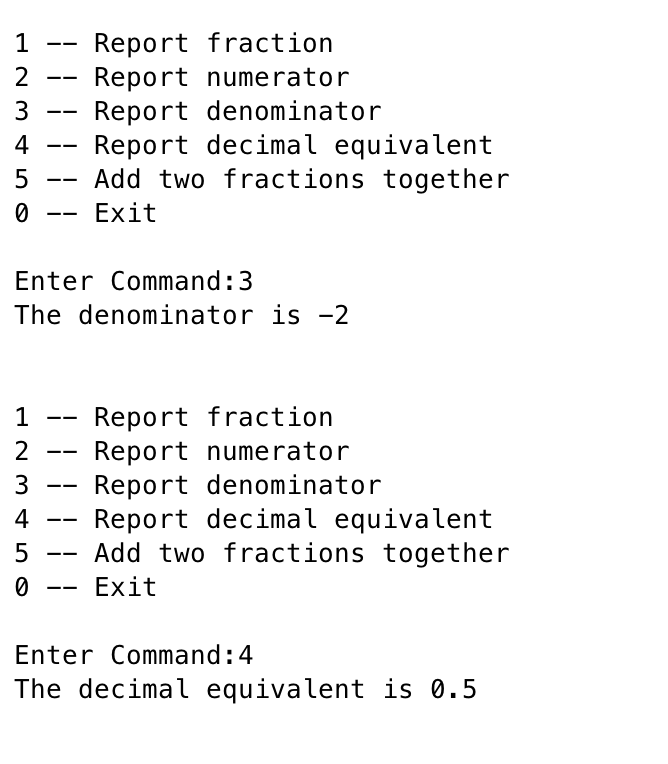 1 -- Report fraction
2 -- Report numerator
3 -- Report denominator
4 -- Report decimal equivalent
5 -- Add two fractions together
0 -- Exit
Enter Command:3
The denominator is -2
1 -- Report fraction
2 -- Report numerator
3 -- Report denominator
4 -- Report decimal equivalent
5 -- Add two fractions together
0 -- Exit
Enter Command:4
The decimal equivalent is 0.5